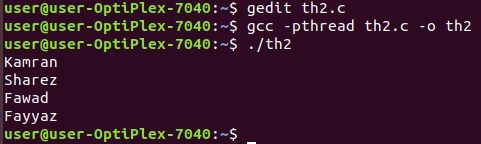 user@user-OptiPlex-7040:~$ gedit th2.c
user@user-OptiPlex-7040:~$ gcc -pthread th2.c -o th2
user@user-OptiPlex-7040:~$ ./th2
Kamran
Sharez
Fawad
Fayyaz
user@user-OptiPlex-7040:~$